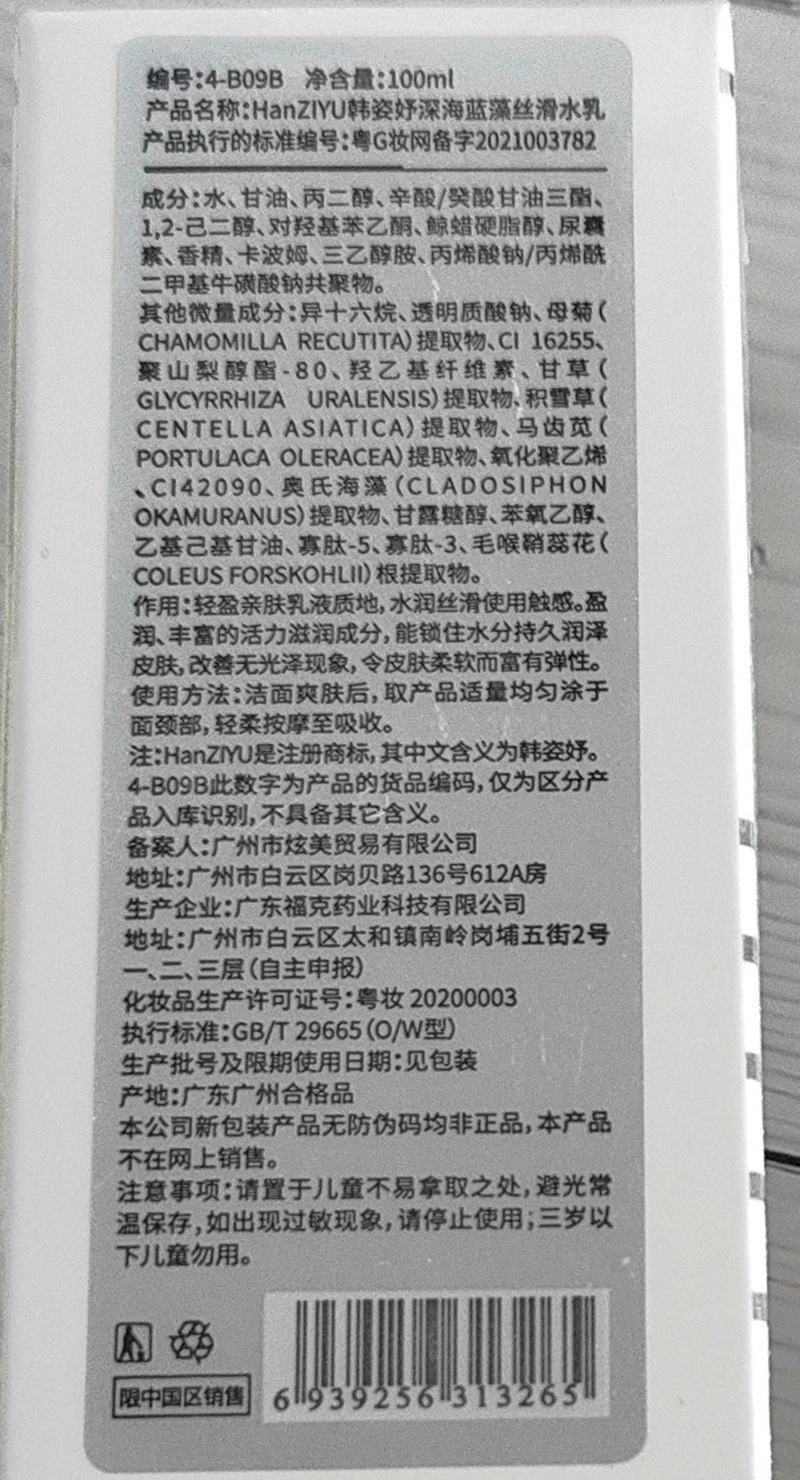 编号:4-B09B 净含量:100ml
产品名称:HanZIYU韩姿妤深海蓝藻丝滑水乳
产品执行的标准编号:粤G妆网备字2021003782
成分:水、甘油、丙二醇、辛酸/癸酸甘油三酯、
1,2-己二醇、对羟基苯乙酮、鲸蜡硬脂醇、尿囊
素、香精、卡波姆、三乙醇胺、丙烯酸钠/丙烯酰
二甲基牛磺酸钠共聚物。
其他微量成分:异十六烷、透明质酸钠、母菊(
CHAMOMILLA RECUTITA)提取物、CI 16255、
聚山梨醇酯-80、羟乙基纤维素、甘草(
GLYCYRRHIZA URALENSIS)提取物、积雪草(
CENTELLA ASIATICA)提取物、马齿苋(
PORTULACA OLERACEA)提取物、氧化聚乙烯
、CI42090、奥氏海藻(CLADOSIPHON
OKAMURANUS)提取物、甘露糖醇、苯氧乙醇、
乙基己基甘油、寡肽-5、寡肽-3、毛喉鞘蕊花(
COLEUS FORSKOHLII)根提取物。
作用:轻盈亲肤乳液质地,水润丝滑使用触感。盈
润、丰富的活力滋润成分,能锁住水分持久润泽
皮肤,改善无光泽现象,令皮肤柔软而富有弹性。
使用方法:洁面爽肤后,取产品适量均匀涂于
面颈部,轻柔按摩至吸收。
注:HanZIYU是注册商标,其中文含义为韩姿妤。
4-B09B此数字为产品的货品编码,仅为区分产
品入库识别,不具备其它含义。
备案人:广州市炫美贸易有限公司
地址:广州市白云区岗贝路136号612A房
生产企业:广东福克药业科技有限公司
地址:广州市白云区太和镇南岭岗埔五街2号
一、二、三层(自主申报)
化妆品生产许可证号:粤妆 20200003
执行标准:GB/T 29665(O/W型)
生产批号及限期使用日期:见包装
产地:广东广州合格品
本公司新包装产品无防伪码均非正品,本产品
不在网上销售。
注意事项:请置于儿童不易拿取之处,避光常
温保存,如出现过敏现象,请停止使用;三岁以
下儿童勿用。
限中国区销售
6 939256 313265